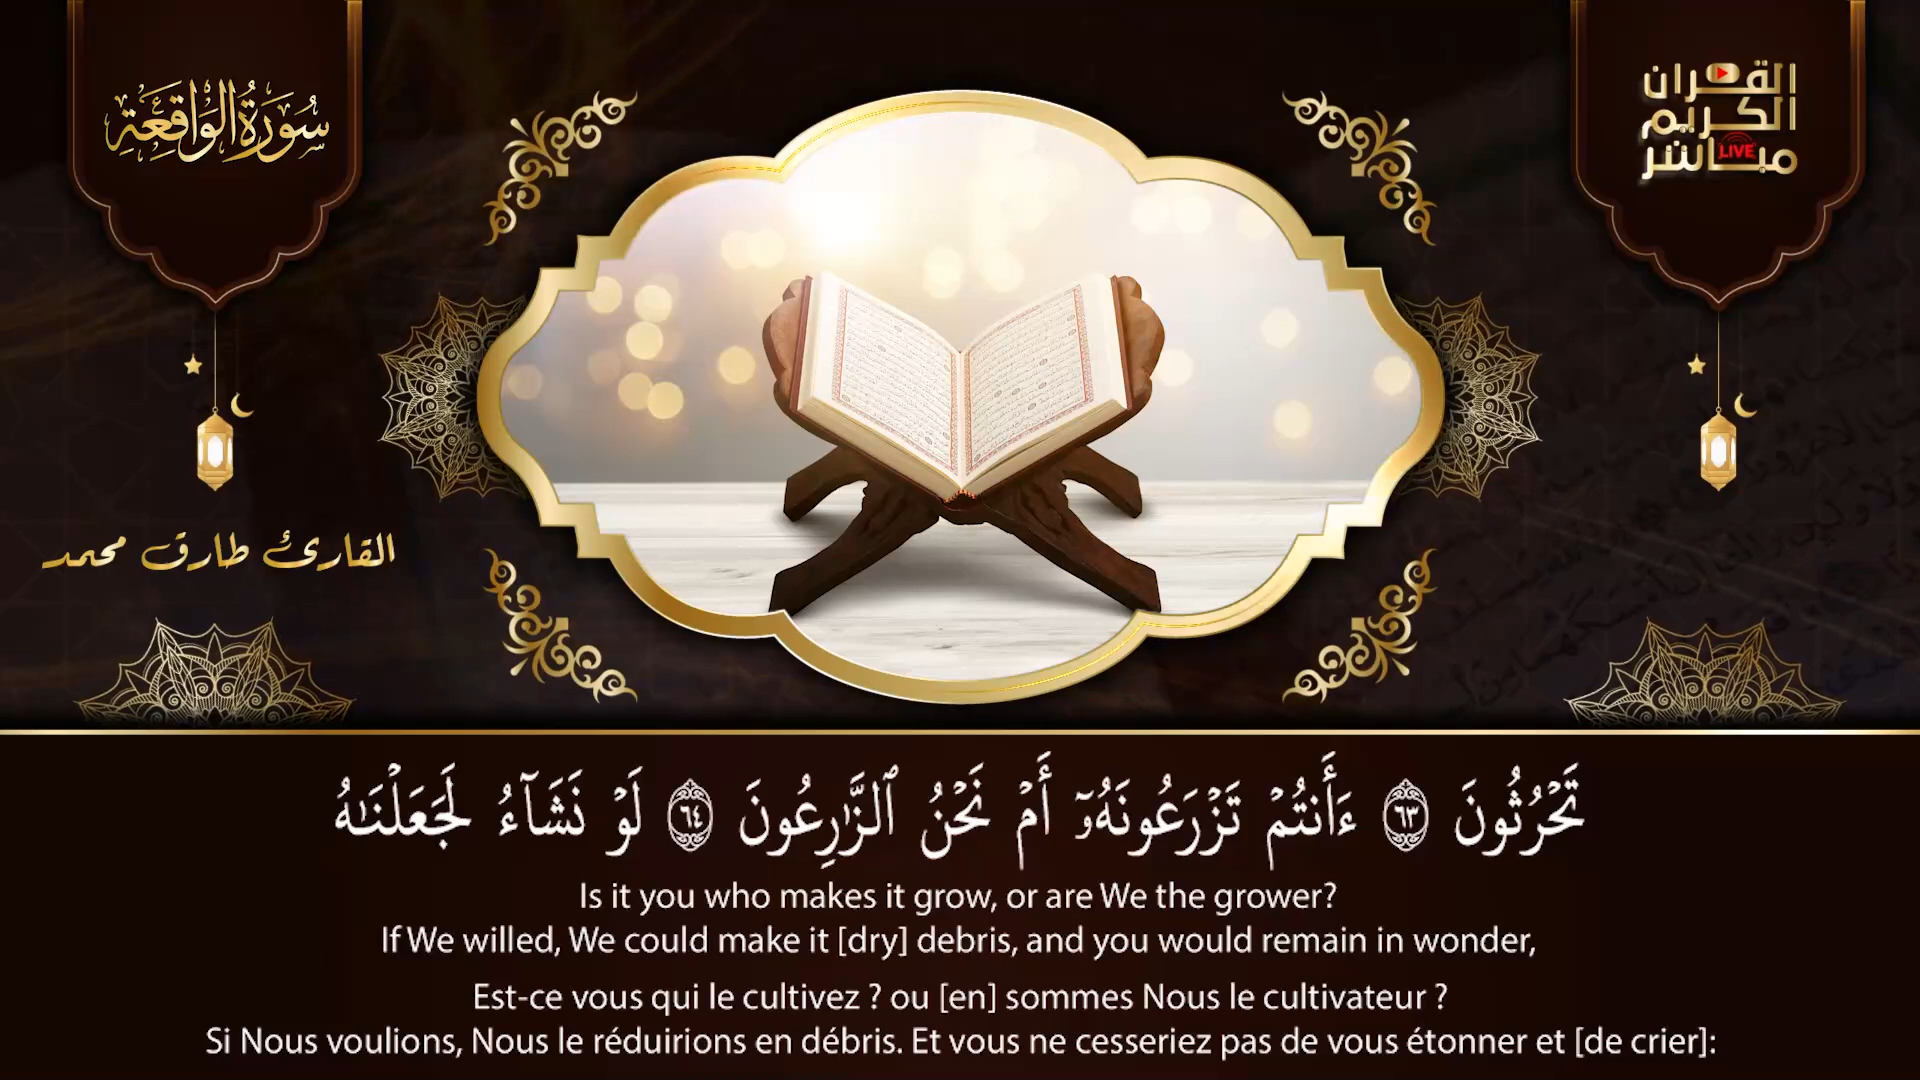 سُورَةُ الوَاقِعَةِ
القرآن
الكريم
مباشر
LIVE
القارئ طارق محمد
تَحْرُثُونَ ٦٣ ءَأَنتُمْ تَزْرَعُونَهُۥٓ أَمْ نَحْنُ ٱلزَّٰرِعُونَ ٦٤ لَوْ نَشَآءُ لَجَعَلْنَٰهُ
Is it you who makes it grow, or are We the grower?
If We willed, We could make it [dry] debris, and you would remain in wonder,
Est-ce vous qui le cultivez ? ou [en] sommes Nous le cultivateur ?
Si Nous voulions, Nous le réduirions en débris. Et vous ne cesseriez pas de vous étonner et [de crier]: